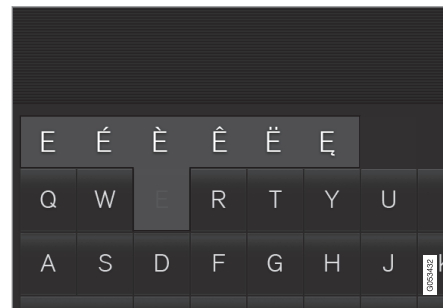 E É È Ê Ë Ę
Q W E R T Y U
A S D F G H J K
G053432